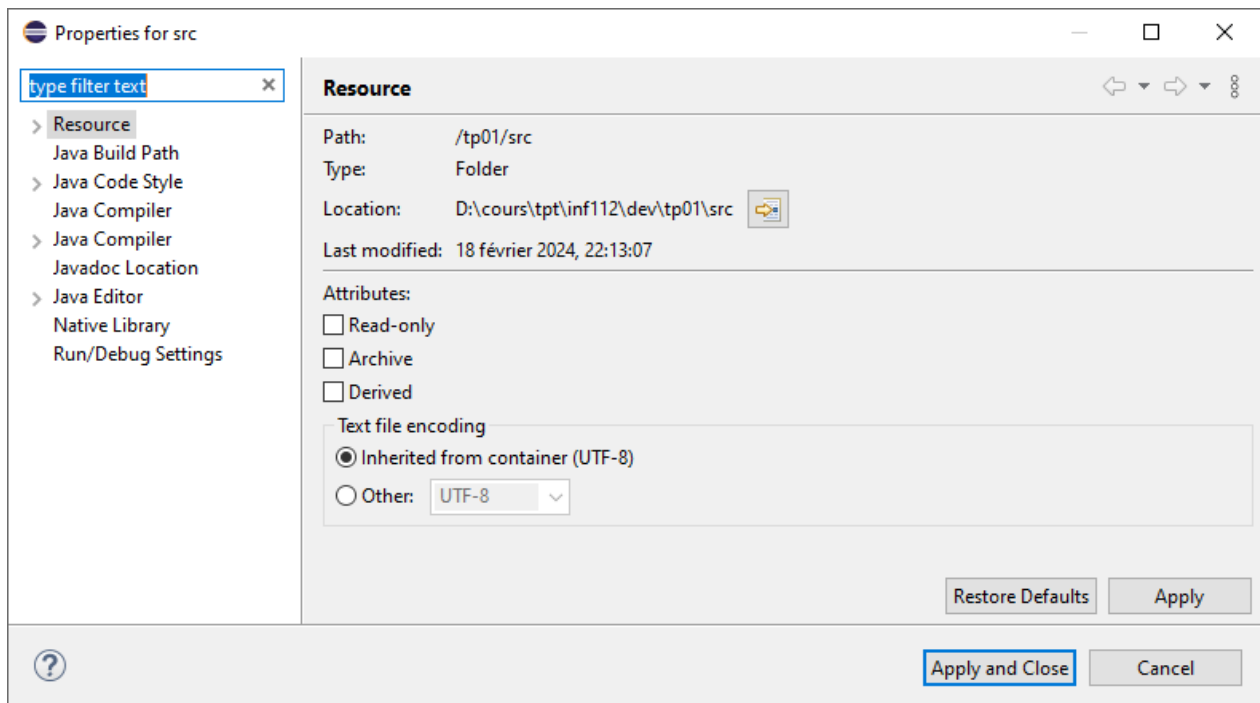 Properties for src
type filter text
Resource
Java Build Path
Java Code Style
Java Compiler
Java Compiler
Javadoc Location
Java Editor
Native Library
Run/Debug Settings
Resource
Path: /tp01/src
Type: Folder
Location: D:\cours\tpt\inf112\dev\tp01\src
Last modified: 18 février 2024, 22:13:07
Attributes:
Read-only
Archive
Derived
Text file encoding
Inherited from container (UTF-8)
Other: UTF-8
Restore Defaults Apply
? Apply and Close Cancel